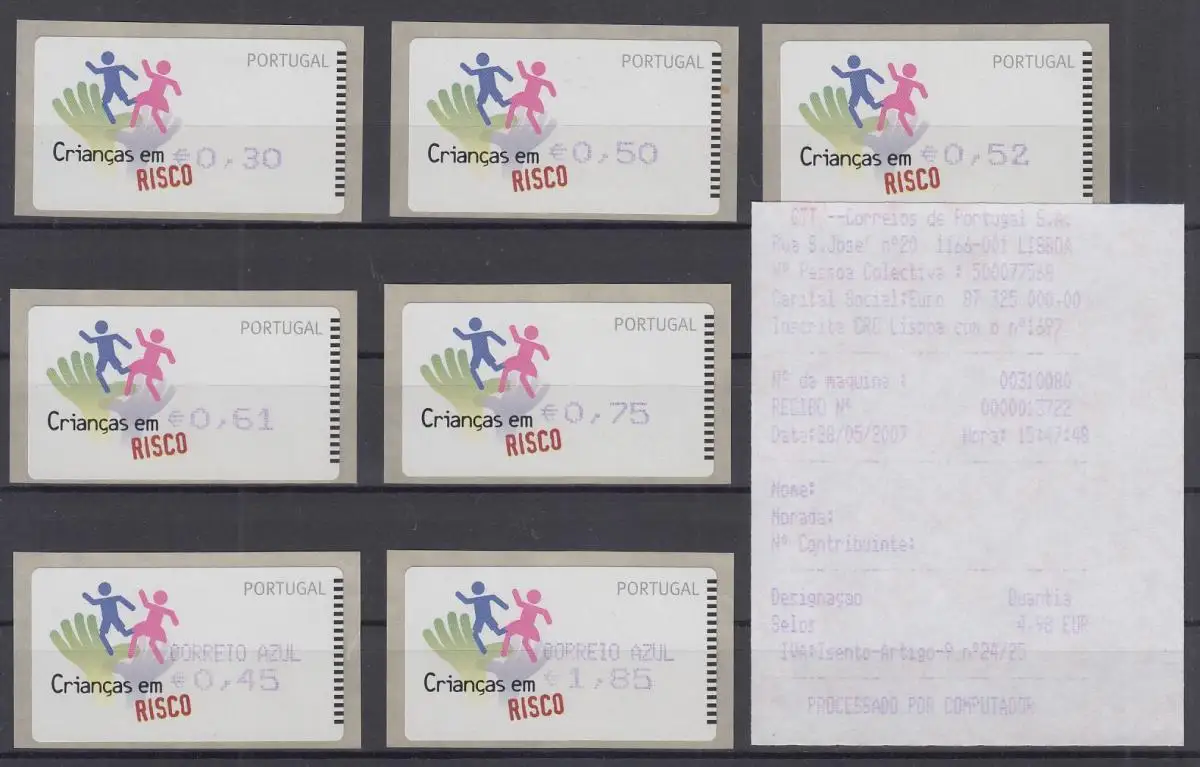 PORTUGAL
Crianças em €0,30
RISCO
PORTUGAL
Crianças em €0,50
RISCO
PORTUGAL
Crianças em €0,52
RISCO
PORTUGAL
Crianças em €0,61
RISCO
PORTUGAL
Crianças em €0,75
RISCO
PORTUGAL
CORREIO AZUL
Crianças em €0,45
RISCO
PORTUGAL
CORREIO AZUL
Crianças em €1,85
RISCO
CTT --Correios de Portugal S.A.
Rua S.Jose' nº20 1166-001 LISBOA
Nº Pessoa Colectiva : 500077568
Capital Social:Euro 87 325 000,00
Inscrita CRC Lisboa com o nº1697
Nº da maquina : 00310080
RECIBO Nº
Data:28/05/2007 Hora: 15:47:48
Nome:
Morada:
Nº Contribuinte:
Designaçao Quantia
Selos 4.98 EUR
IVA:Isento-Artigo-9 nº24/25
PROCESSADO POR COMPUTADOR